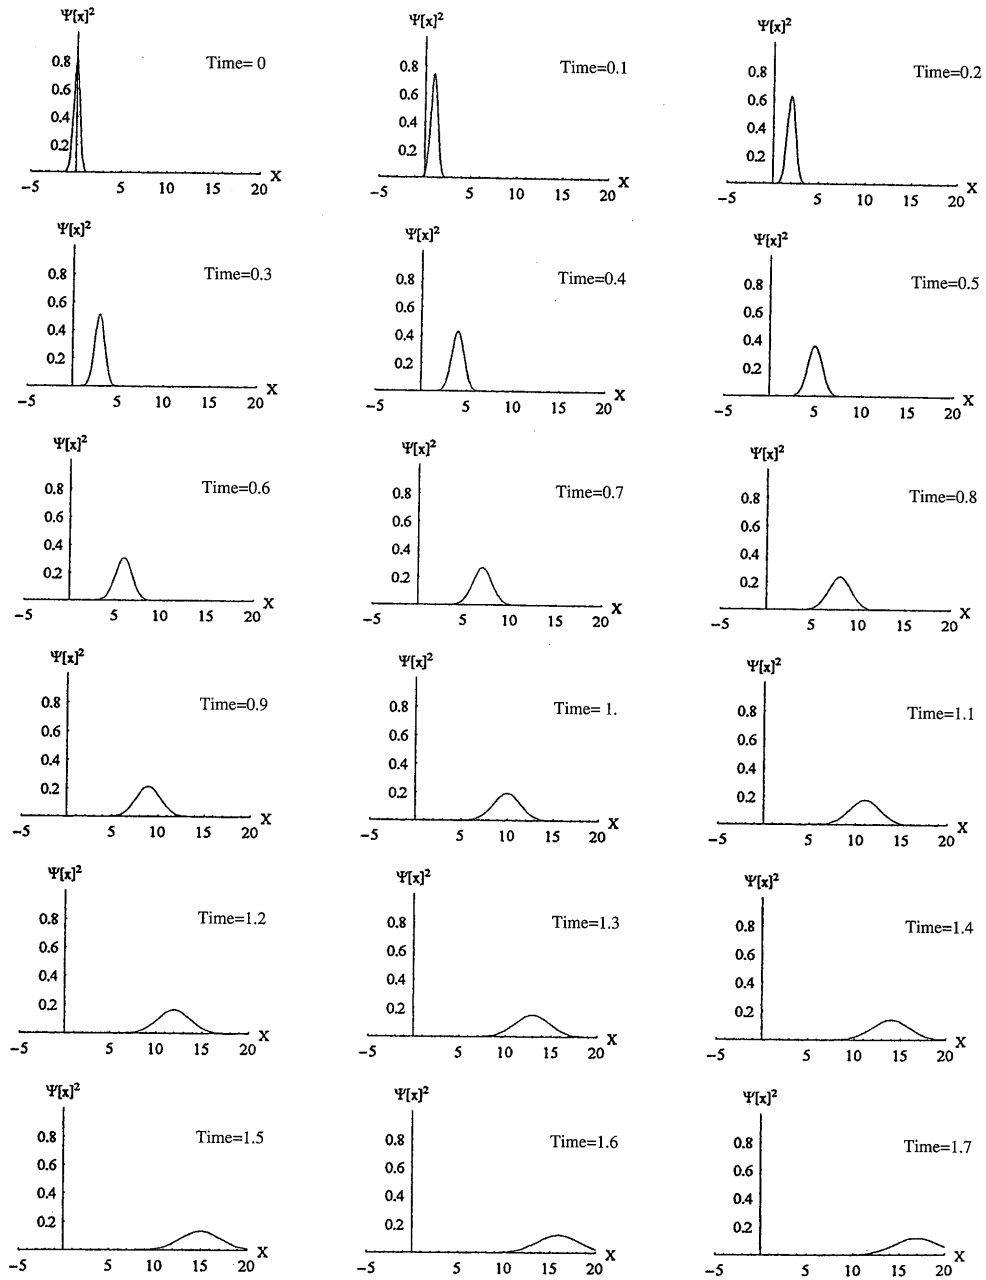 Ψ[x]²
0.8
0.6
0.4
0.2
Time= 0
−5 5 10 15 20 X
Ψ[x]²
0.8
0.6
0.4
0.2
Time=0.1
−5 5 10 15 20 X
Ψ[x]²
0.8
0.6
0.4
0.2
Time=0.2
−5 5 10 15 20 X
Ψ[x]²
0.8
0.6
0.4
0.2
Time=0.3
−5 5 10 15 20 X
Ψ[x]²
0.8
0.6
0.4
0.2
Time=0.4
−5 5 10 15 20 X
Ψ[x]²
0.8
0.6
0.4
0.2
Time=0.5
−5 5 10 15 20 X
Ψ[x]²
0.8
0.6
0.4
0.2
Time=0.6
−5 5 10 15 20 X
Ψ[x]²
0.8
0.6
0.4
0.2
Time=0.7
−5 5 10 15 20 X
Ψ[x]²
0.8
0.6
0.4
0.2
Time=0.8
−5 5 10 15 20 X
Ψ[x]²
0.8
0.6
0.4
0.2
Time=0.9
−5 5 10 15 20 X
Ψ[x]²
0.8
0.6
0.4
0.2
Time= 1.
−5 5 10 15 20 X
Ψ[x]²
0.8
0.6
0.4
0.2
Time=1.1
−5 5 10 15 20 X
Ψ[x]²
0.8
0.6
0.4
0.2
Time=1.2
−5 5 10 15 20 X
Ψ[x]²
0.8
0.6
0.4
0.2
Time=1.3
−5 5 10 15 20 X
Ψ[x]²
0.8
0.6
0.4
0.2
Time=1.4
−5 5 10 15 20 X
Ψ[x]²
0.8
0.6
0.4
0.2
Time=1.5
−5 5 10 15 20 X
Ψ[x]²
0.8
0.6
0.4
0.2
Time=1.6
−5 5 10 15 20 X
Ψ[x]²
0.8
0.6
0.4
0.2
Time=1.7
−5 5 10 15 20 X